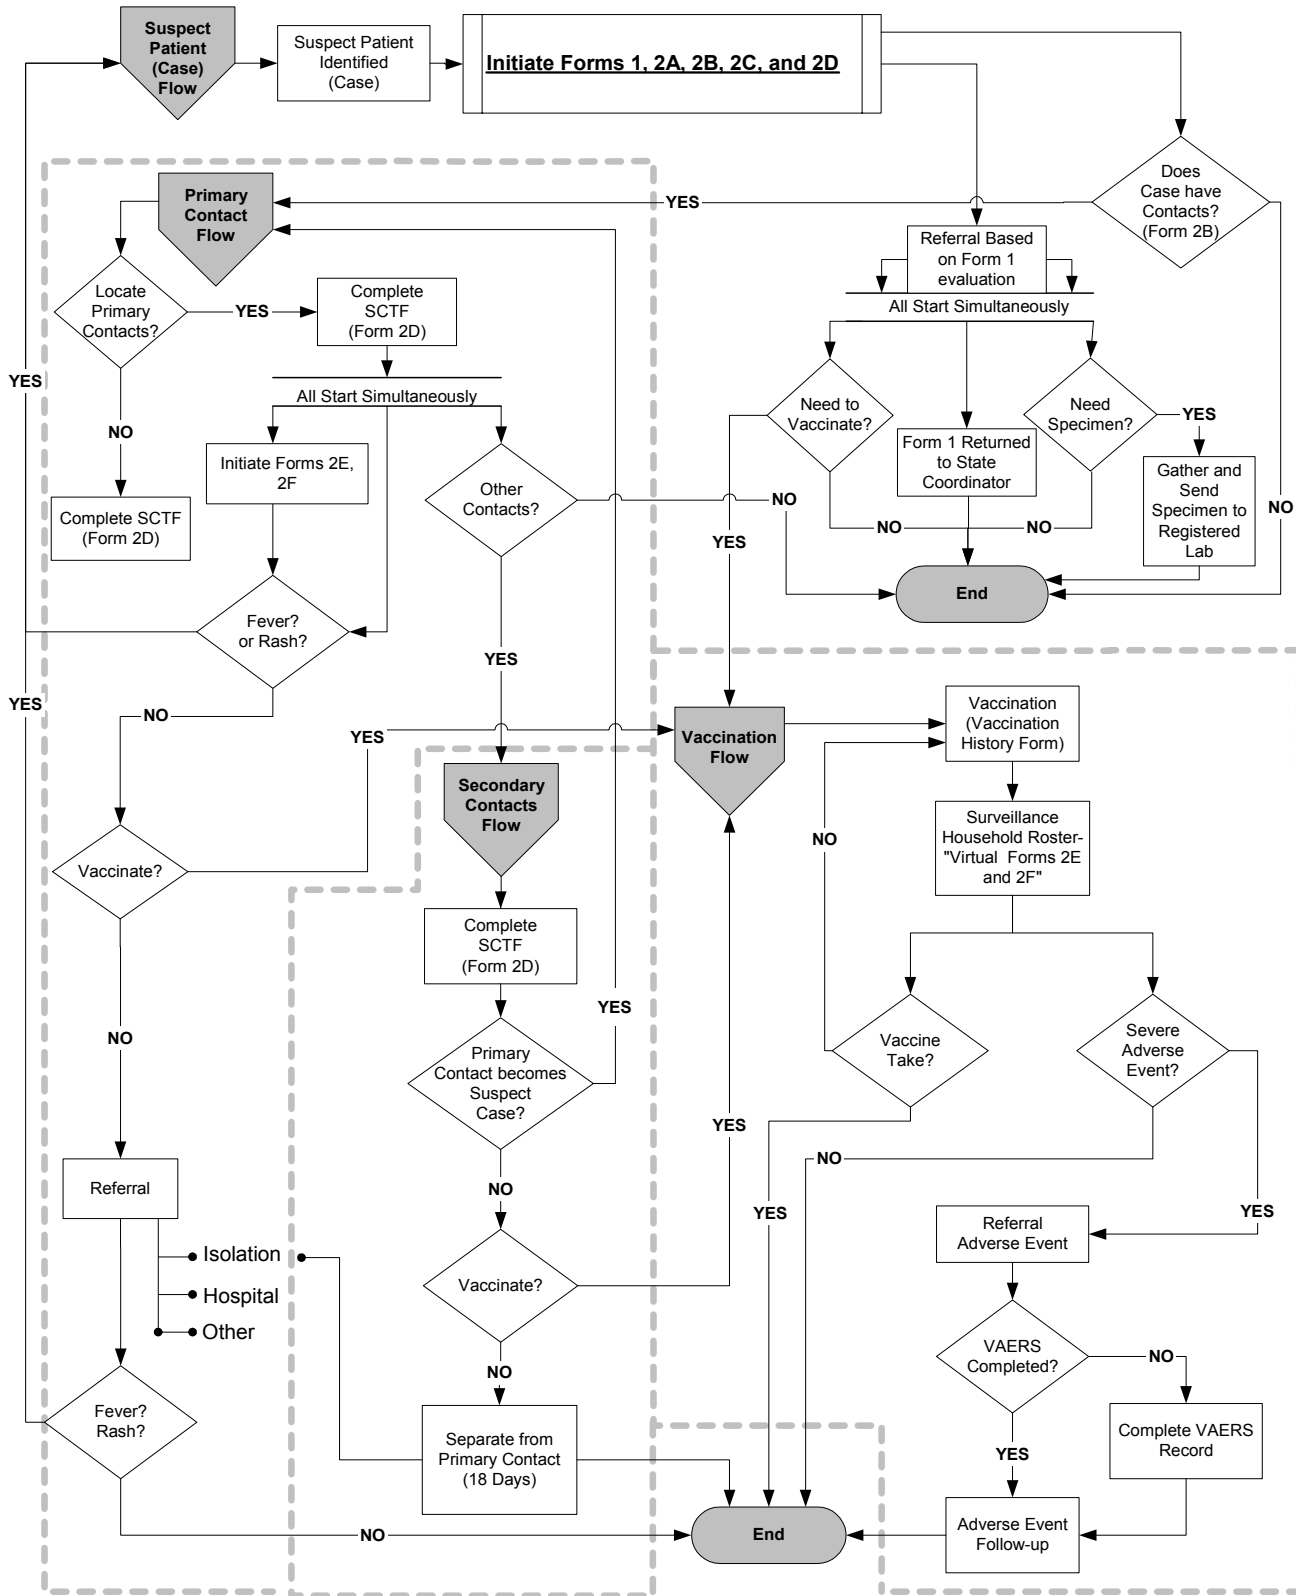 Suspect
Patient
(Case)
Flow
Suspect Patient
Identified
(Case)
Initiate Forms 1, 2A, 2B, 2C, and 2D
Does
Case have
Contacts?
(Form 2B)
YES
NO
Primary
Contact
Flow
Locate
Primary
Contacts?
YES
Complete
SCTF
(Form 2D)
All Start Simultaneously
NO
Complete SCTF
(Form 2D)
Initiate Forms 2E,
2F
Other
Contacts?
NO
YES
Fever?
or Rash?
YES
NO
Referral Based
on Form 1
evaluation
All Start Simultaneously
Need to
Vaccinate?
Form 1 Returned
to State
Coordinator
Need
Specimen?
YES
Gather and
Send
Specimen to
Registered
Lab
NO
NO
YES
End
Vaccinate?
YES
NO
Referral
Isolation
Hospital
Other
Fever?
Rash?
YES
NO
Secondary
Contacts
Flow
Complete
SCTF
(Form 2D)
Primary
Contact becomes
Suspect
Case?
YES
NO
Vaccinate?
YES
NO
Separate from
Primary Contact
(18 Days)
Vaccination
Flow
Vaccination
(Vaccination
History Form)
Surveillance
Household Roster-
"Virtual Forms 2E
and 2F"
Vaccine
Take?
NO
YES
Severe
Adverse
Event?
NO
YES
Referral
Adverse Event
VAERS
Completed?
NO
YES
Complete VAERS
Record
Adverse Event
Follow-up
End